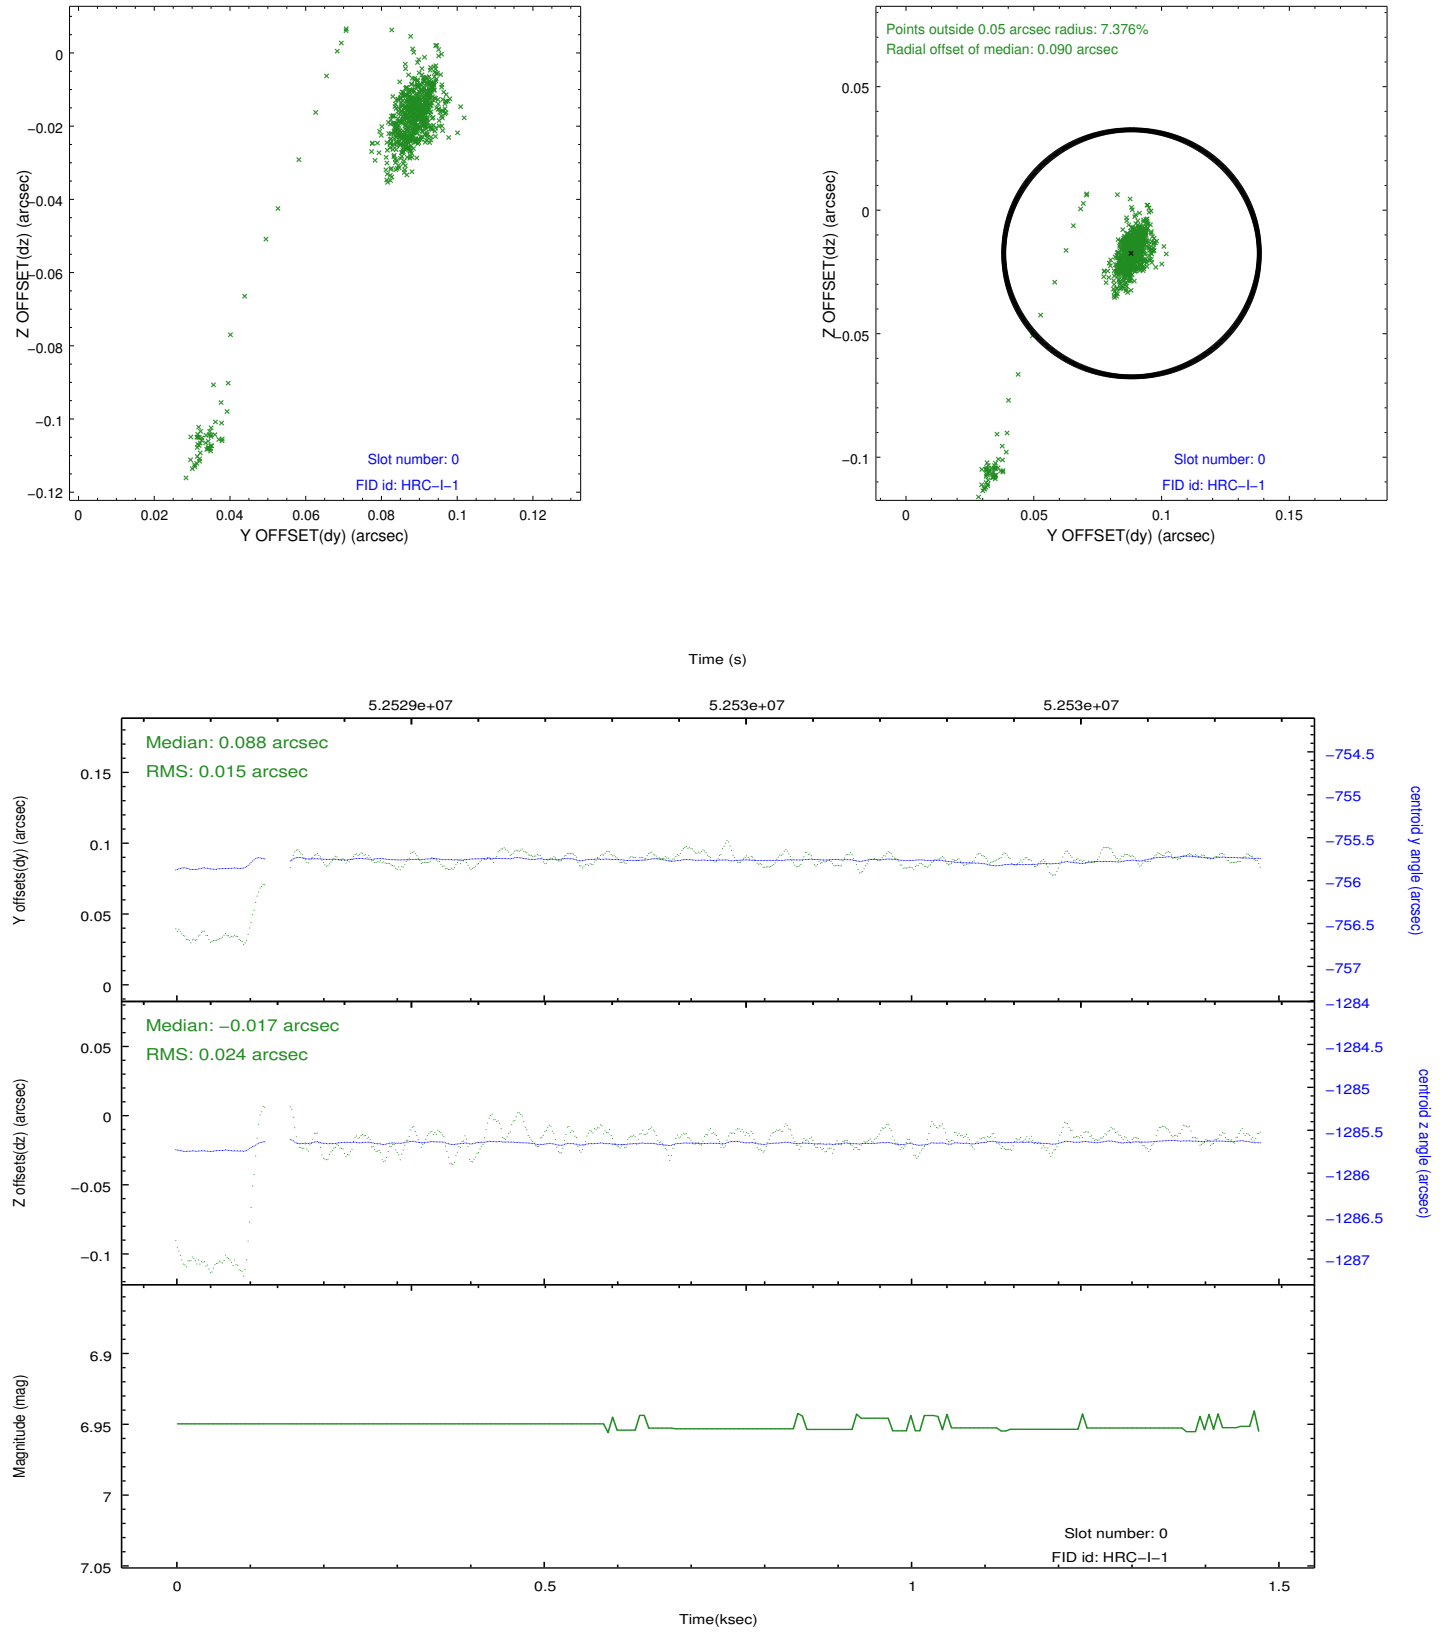 0
−0.02
−0.04
−0.06
−0.08
−0.1
−0.12
Z OFFSET(dz) (arcsec)
0 0.02 0.04 0.06 0.08 0.1 0.12
Y OFFSET(dy) (arcsec)
Slot number: 0
FID id: HRC−I−1
Points outside 0.05 arcsec radius: 7.376%
Radial offset of median: 0.090 arcsec
0.05
0
−0.05
−0.1
Z OFFSET(dz) (arcsec)
Slot number: 0
FID id: HRC−I−1
0 0.05 0.1 0.15
Y OFFSET(dy) (arcsec)
Time (s)
5.2529e+07 5.253e+07 5.253e+07
Median: 0.088 arcsec
RMS: 0.015 arcsec
0.15
0.1
0.05
0
Y offsets(dy) (arcsec)
−754.5
−755
−755.5
−756
−756.5
−757
centroid y angle (arcsec)
Median: −0.017 arcsec
RMS: 0.024 arcsec
0.05
0
−0.05
−0.1
Z offsets(dz) (arcsec)
−1284
−1284.5
−1285
−1285.5
−1286
−1286.5
−1287
centroid z angle (arcsec)
6.9
6.95
7
7.05
Magnitude (mag)
Slot number: 0
FID id: HRC−I−1
0 0.5 1 1.5
Time(ksec)